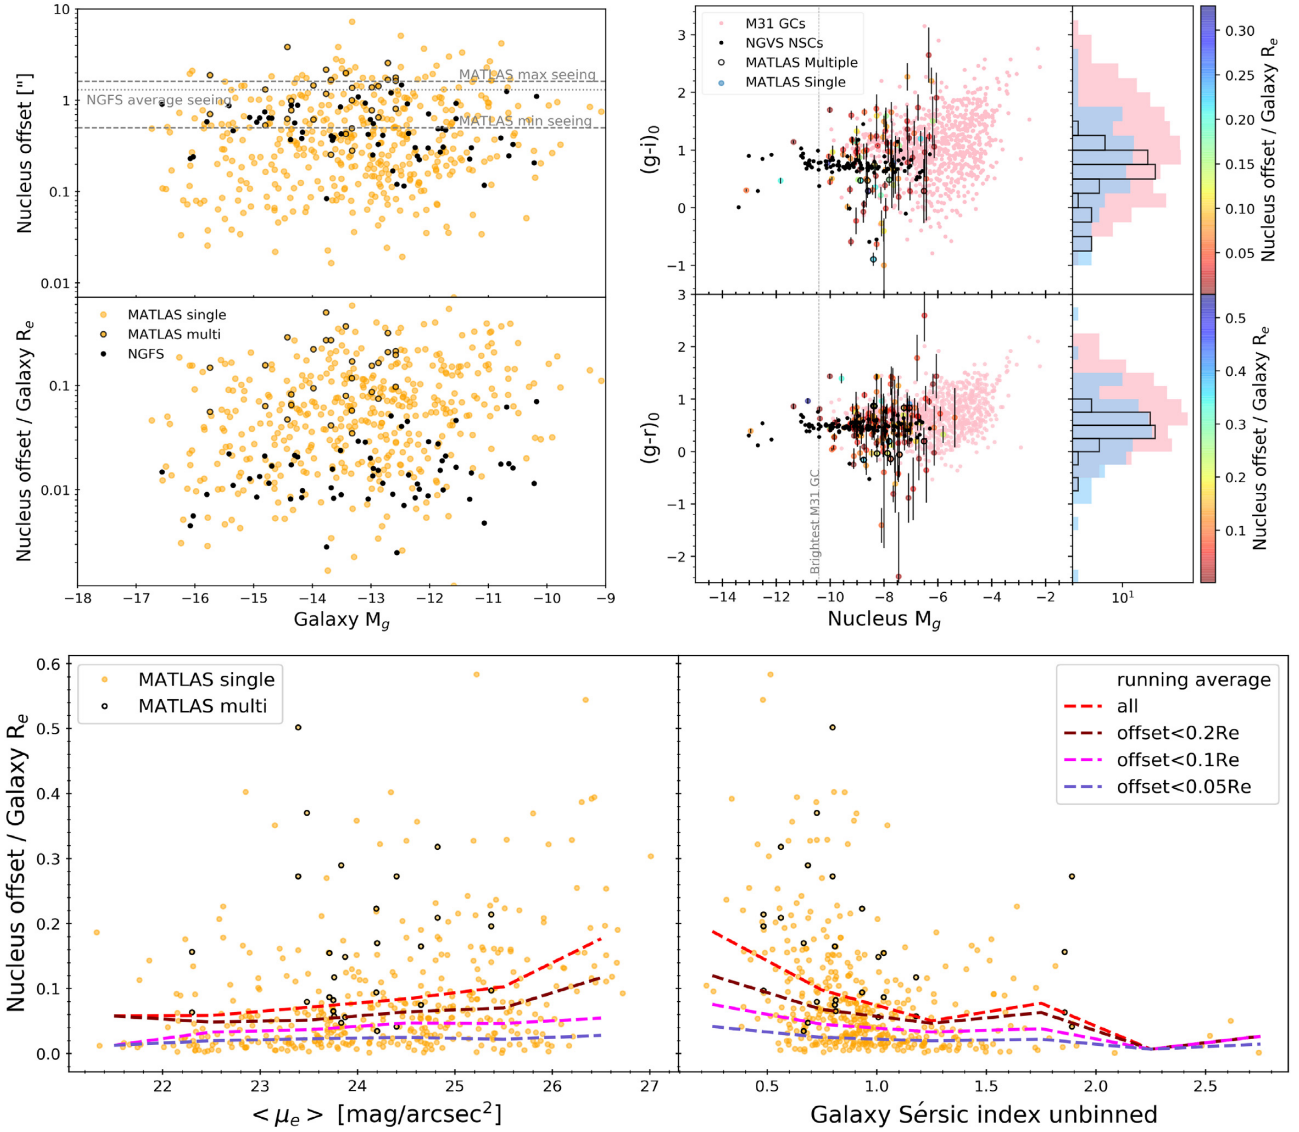 10
1
0.1
0.01
Nucleus offset ["]
MATLAS max seeing
NGFS average seeing
MATLAS min seeing
0.1
0.01
Nucleus offset / Galaxy Rₑ
MATLAS single
MATLAS multi
NGFS
−18 −17 −16 −15 −14 −13 −12 −11 −10 −9
Galaxy M_g
3
2
1
0
−1
(g-i)₀
M31 GCs
NGVS NSCs
MATLAS Multiple
MATLAS Single
0.30
0.25
0.20
0.15
0.10
0.05
Nucleus offset / Galaxy Rₑ
3
2
1
0
−1
−2
(g-r)₀
Brightest M31 GC
−14 −12 −10 −8 −6 −4 −2
Nucleus M_g
10¹
0.5
0.4
0.3
0.2
0.1
Nucleus offset / Galaxy Rₑ
0.6
0.5
0.4
0.3
0.2
0.1
0.0
Nucleus offset / Galaxy Rₑ
MATLAS single
MATLAS multi
22 23 24 25 26 27
< μₑ > [mag/arcsec²]
running average
all
offset<0.2Re
offset<0.1Re
offset<0.05Re
0.5 1.0 1.5 2.0 2.5
Galaxy Sérsic index unbinned